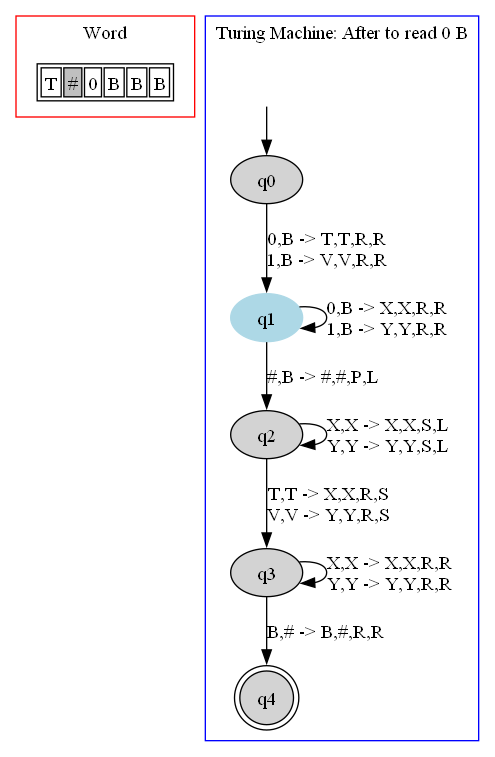 Word
T # 0 B B B
Turing Machine: After to read 0 B
q0
0,B -> T,T,R,R
1,B -> V,V,R,R
q1
0,B -> X,X,R,R
1,B -> Y,Y,R,R
#,B -> #,#,P,L
q2
X,X -> X,X,S,L
Y,Y -> Y,Y,S,L
T,T -> X,X,R,S
V,V -> Y,Y,R,S
q3
X,X -> X,X,R,R
Y,Y -> Y,Y,R,R
B,# -> B,#,R,R
q4